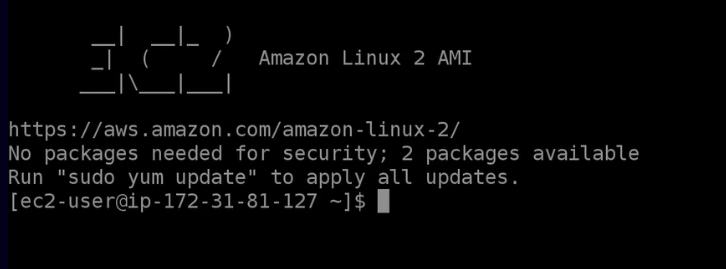 __|  __|_  )
       _|  (     /   Amazon Linux 2 AMI
      ___|\___|___|
https://aws.amazon.com/amazon-linux-2/
No packages needed for security; 2 packages available
Run "sudo yum update" to apply all updates.
[ec2-user@ip-172-31-81-127 ~]$